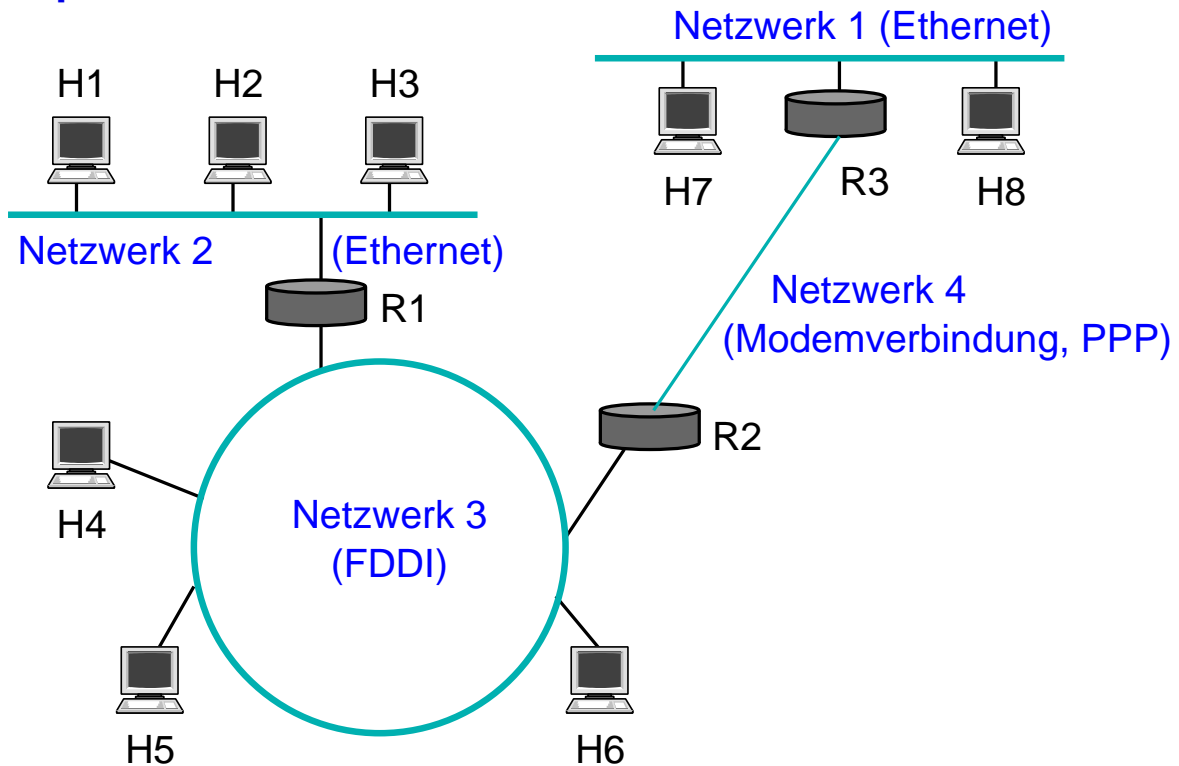 Netzwerk 1 (Ethernet)
H1 H2 H3
H7 R3 H8
Netzwerk 2 (Ethernet)
R1
Netzwerk 4
(Modemverbindung, PPP)
R2
H4
Netzwerk 3
(FDDI)
H5 H6